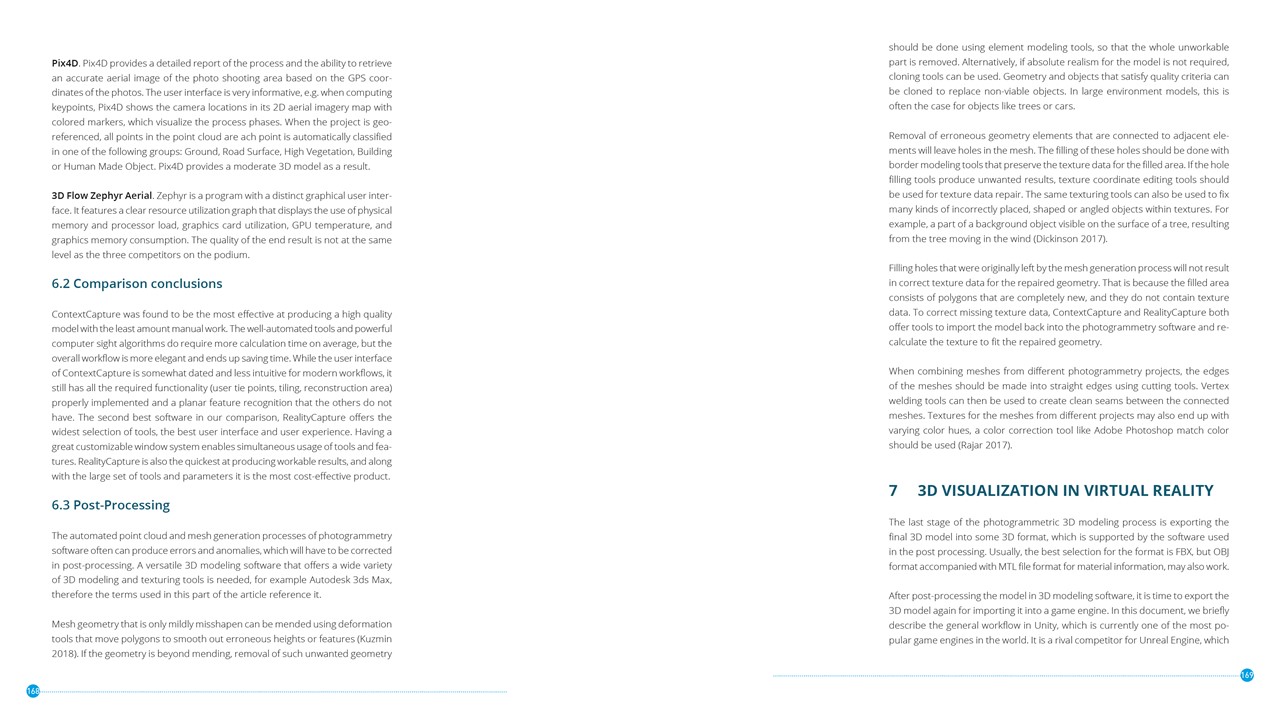 Pix4D. Pix4D provides a detailed report of the process and the ability to retrieve
an accurate aerial image of the photo shooting area based on the GPS coor-
dinates of the photos. The user interface is very informative, e.g. when computing
keypoints, Pix4D shows the camera locations in its 2D aerial imagery map with
colored markers, which visualize the process phases. When the project is geo-
referenced, all points in the point cloud are ach point is automatically classified
in one of the following groups: Ground, Road Surface, High Vegetation, Building
or Human Made Object. Pix4D provides a moderate 3D model as a result.
3D Flow Zephyr Aerial. Zephyr is a program with a distinct graphical user inter-
face. It features a clear resource utilization graph that displays the use of physical
memory and processor load, graphics card utilization, GPU temperature, and
graphics memory consumption. The quality of the end result is not at the same
level as the three competitors on the podium.
6.2 Comparison conclusions
ContextCapture was found to be the most effective at producing a high quality
model with the least amount manual work. The well-automated tools and powerful
computer sight algorithms do require more calculation time on average, but the
overall workflow is more elegant and ends up saving time. While the user interface
of ContextCapture is somewhat dated and less intuitive for modern workflows, it
still has all the required functionality (user tie points, tiling, reconstruction area)
properly implemented and a planar feature recognition that the others do not
have. The second best software in our comparison, RealityCapture offers the
widest selection of tools, the best user interface and user experience. Having a
great customizable window system enables simultaneous usage of tools and fea-
tures. RealityCapture is also the quickest at producing workable results, and along
with the large set of tools and parameters it is the most cost-effective product.
6.3 Post-Processing
The automated point cloud and mesh generation processes of photogrammetry
software often can produce errors and anomalies, which will have to be corrected
in post-processing. A versatile 3D modeling software that offers a wide variety
of 3D modeling and texturing tools is needed, for example Autodesk 3ds Max,
therefore the terms used in this part of the article reference it.
Mesh geometry that is only mildly misshapen can be mended using deformation
tools that move polygons to smooth out erroneous heights or features (Kuzmin
2018). If the geometry is beyond mending, removal of such unwanted geometry
168
should be done using element modeling tools, so that the whole unworkable
part is removed. Alternatively, if absolute realism for the model is not required,
cloning tools can be used. Geometry and objects that satisfy quality criteria can
be cloned to replace non-viable objects. In large environment models, this is
often the case for objects like trees or cars.
Removal of erroneous geometry elements that are connected to adjacent ele-
ments will leave holes in the mesh. The filling of these holes should be done with
border modeling tools that preserve the texture data for the filled area. If the hole
filling tools produce unwanted results, texture coordinate editing tools should
be used for texture data repair. The same texturing tools can also be used to fix
many kinds of incorrectly placed, shaped or angled objects within textures. For
example, a part of a background object visible on the surface of a tree, resulting
from the tree moving in the wind (Dickinson 2017).
Filling holes that were originally left by the mesh generation process will not result
in correct texture data for the repaired geometry. That is because the filled area
consists of polygons that are completely new, and they do not contain texture
data. To correct missing texture data, ContextCapture and RealityCapture both
offer tools to import the model back into the photogrammetry software and re-
calculate the texture to fit the repaired geometry.
When combining meshes from different photogrammetry projects, the edges
of the meshes should be made into straight edges using cutting tools. Vertex
welding tools can then be used to create clean seams between the connected
meshes. Textures for the meshes from different projects may also end up with
varying color hues, a color correction tool like Adobe Photoshop match color
should be used (Rajar 2017).
7 3D VISUALIZATION IN VIRTUAL REALITY
The last stage of the photogrammetric 3D modeling process is exporting the
final 3D model into some 3D format, which is supported by the software used
in the post processing. Usually, the best selection for the format is FBX, but OBJ
format accompanied with MTL file format for material information, may also work.
After post-processing the model in 3D modeling software, it is time to export the
3D model again for importing it into a game engine. In this document, we briefly
describe the general workflow in Unity, which is currently one of the most po-
pular game engines in the world. It is a rival competitor for Unreal Engine, which
169